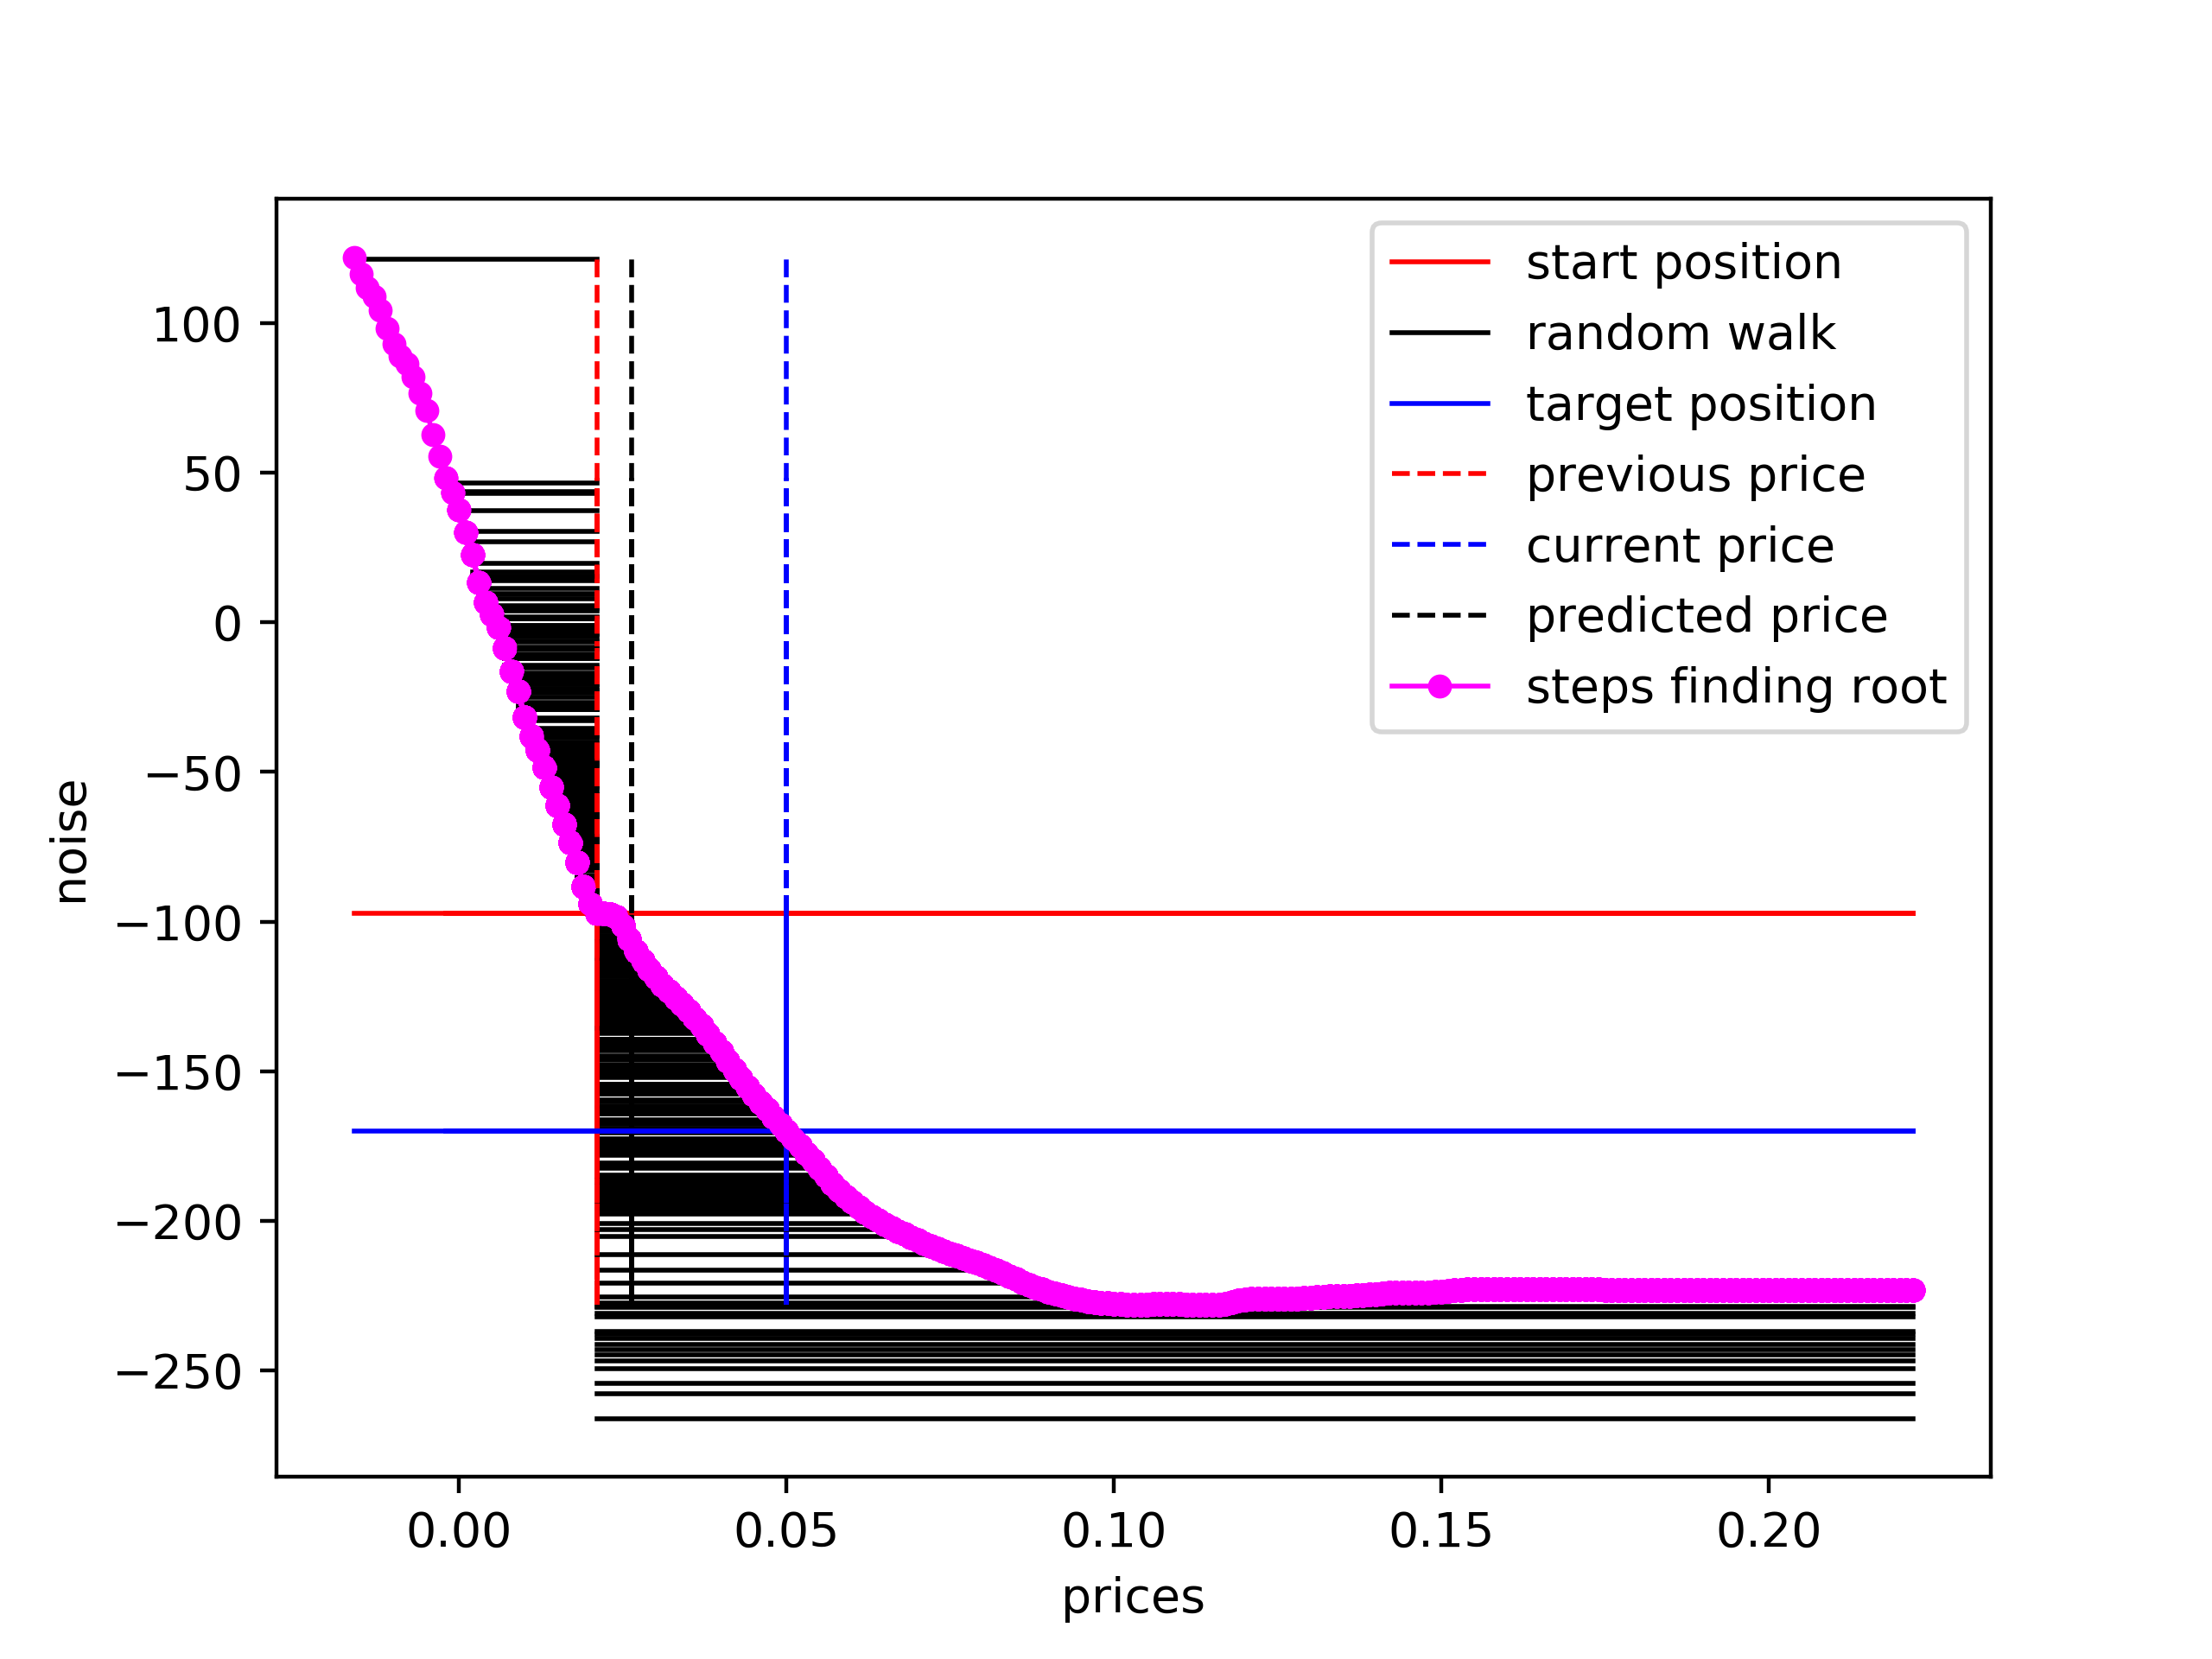 start position
random walk
target position
previous price
current price
predicted price
steps finding root
100
50
0
−50
−100
−150
−200
−250
noise
0.00 0.05 0.10 0.15 0.20
prices